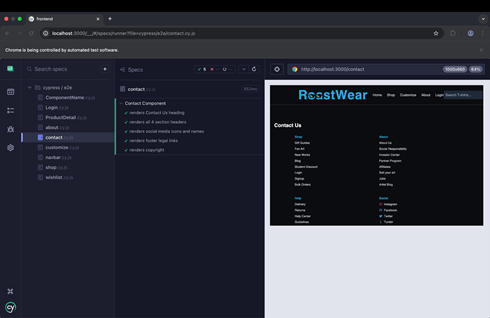 frontend
localhost:3000/__/#/specs/runner?file=cypress/e2e/contact.cy.js
Chrome is being controlled by automated test software.
Search specs
+
cypress / e2e
ComponentName.cy.js
Login.cy.js
ProductDetail.cy.js
about.cy.js
contact.cy.js
customize.cy.js
navbar.cy.js
shop.cy.js
wishlist.cy.js
cy
Specs
5
contact.cy.js
Contact Component
renders Contact Us heading
renders all 4 section headers
renders social media icons and names
renders footer legal links
renders copyright
http://localhost:3000/contact
RoastWear
Home
Shop
Customize
About
Login
Search T-shirts...
Contact Us
Shop
Gift Guides
Fan Art
New Works
Blog
Student Discount
Login
Signup
Bulk Orders
About
About Us
Social Responsibility
Investor Center
Partner Program
Affiliates
Sell your art
Jobs
Artist Blog
Help
Delivery
Returns
Help Center
Guidelines
Social
Instagram
Facebook
Twitter
Tumblr